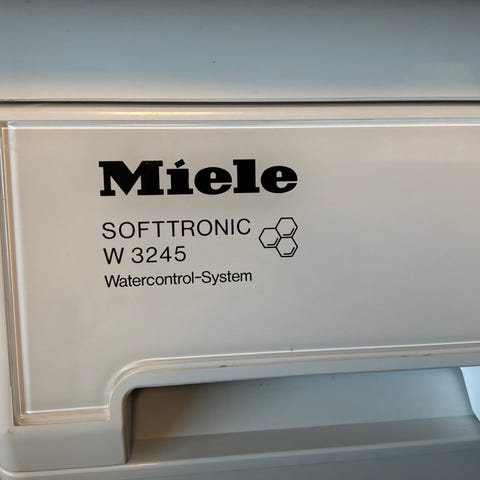 Miele
SOFTTRONIC
W 3245
Watercontrol-System